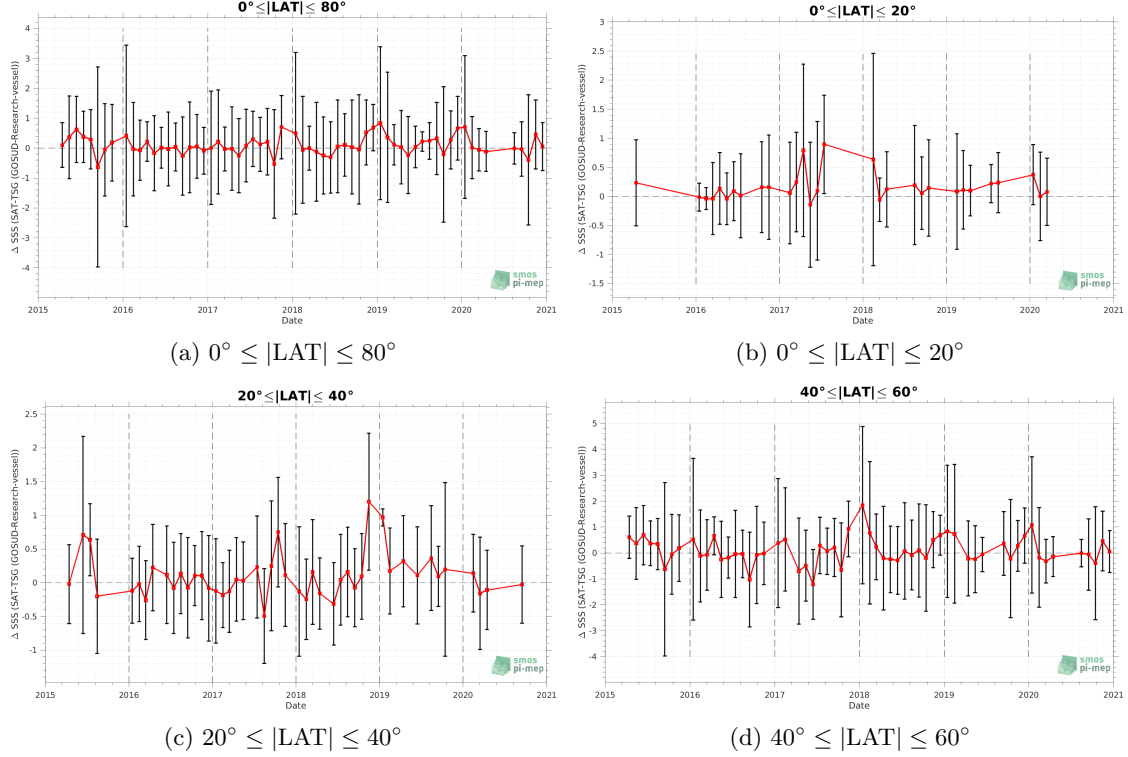 0°≤|LAT|≤ 80°
Δ SSS (SAT-TSG (GOSUD-Research-vessel))
4
3
2
1
0
-1
-2
-3
-4
2015 2016 2017 2018 2019 2020 2021
Date
smos
pi-mep
(a) 0° ≤ |LAT| ≤ 80°
0°≤|LAT|≤ 20°
Δ SSS (SAT-TSG (GOSUD-Research-vessel))
3
2.5
2
1.5
1
0.5
0
-0.5
-1
-1.5
2015 2016 2017 2018 2019 2020 2021
Date
smos
pi-mep
(b) 0° ≤ |LAT| ≤ 20°
20°≤|LAT|≤ 40°
Δ SSS (SAT-TSG (GOSUD-Research-vessel))
2.5
2
1.5
1
0.5
0
-0.5
-1
2015 2016 2017 2018 2019 2020 2021
Date
smos
pi-mep
(c) 20° ≤ |LAT| ≤ 40°
40°≤|LAT|≤ 60°
Δ SSS (SAT-TSG (GOSUD-Research-vessel))
5
4
3
2
1
0
-1
-2
-3
-4
2015 2016 2017 2018 2019 2020 2021
Date
smos
pi-mep
(d) 40° ≤ |LAT| ≤ 60°